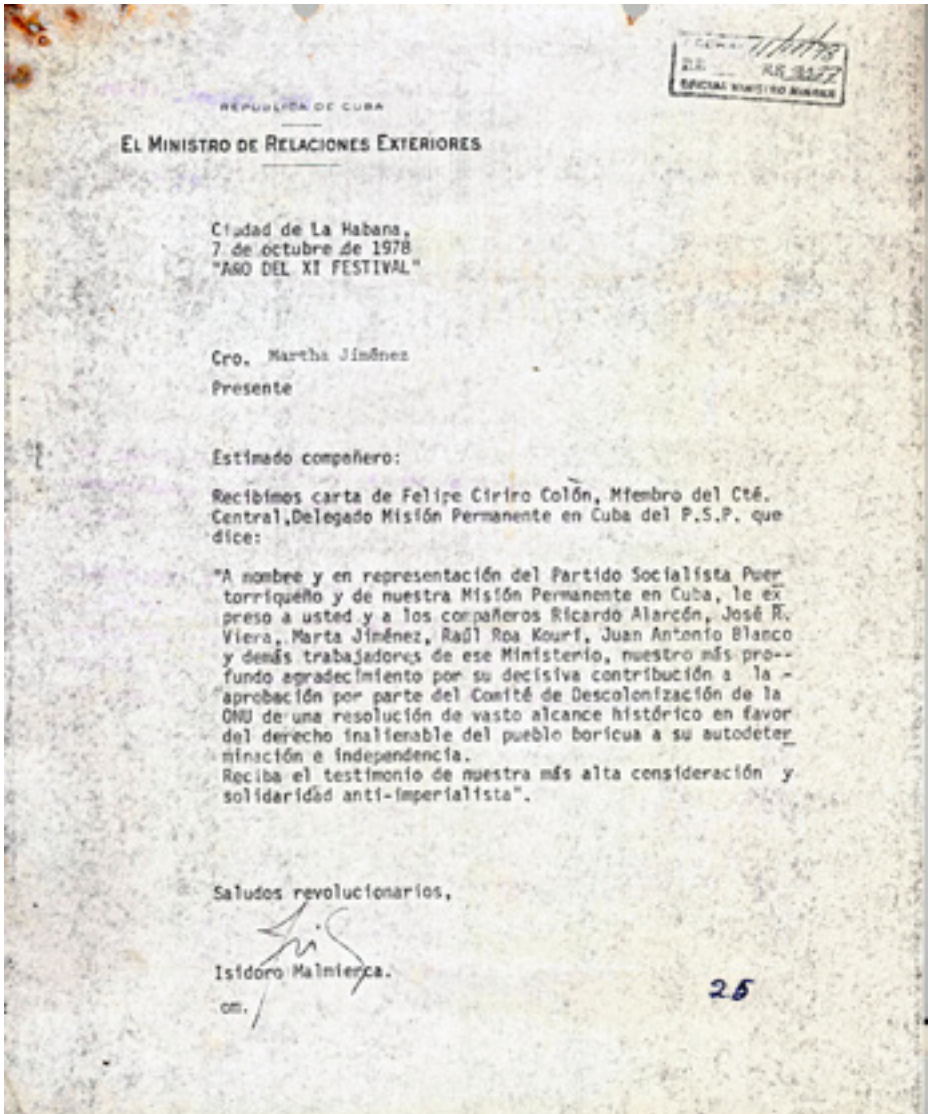 11/X/78
REPUBLICA DE CUBA
EL MINISTRO DE RELACIONES EXTERIORES
Ciudad de La Habana,
7 de octubre de 1978
"AÑO DEL XI FESTIVAL"
Cro. Martha Jiménez
Presente
Estimado compañero:
Recibimos carta de Felipe Cirino Colón, Miembro del Cté.
Central,Delegado Misión Permanente en Cuba del P.S.P. que
dice:
"A nombre y en representación del Partido Socialista Puer
torriqueño y de nuestra Misión Permanente en Cuba, le ex
preso a usted y a los compañeros Ricardo Alarcón, José R.
Viera, Marta Jiménez, Raúl Roa Kourí, Juan Antonio Blanco
y demás trabajadores de ese Ministerio, nuestro más pro--
fundo agradecimiento por su decisiva contribución a la -
aprobación por parte del Comité de Descolonización de la
ONU de una resolución de vasto alcance histórico en favor
del derecho inalienable del pueblo boricua a su autodeter
minación e independencia.
Reciba el testimonio de nuestra más alta consideración y
solidaridad anti-imperialista".
Saludos revolucionarios,
Isidoro Malmierca.
om.
25